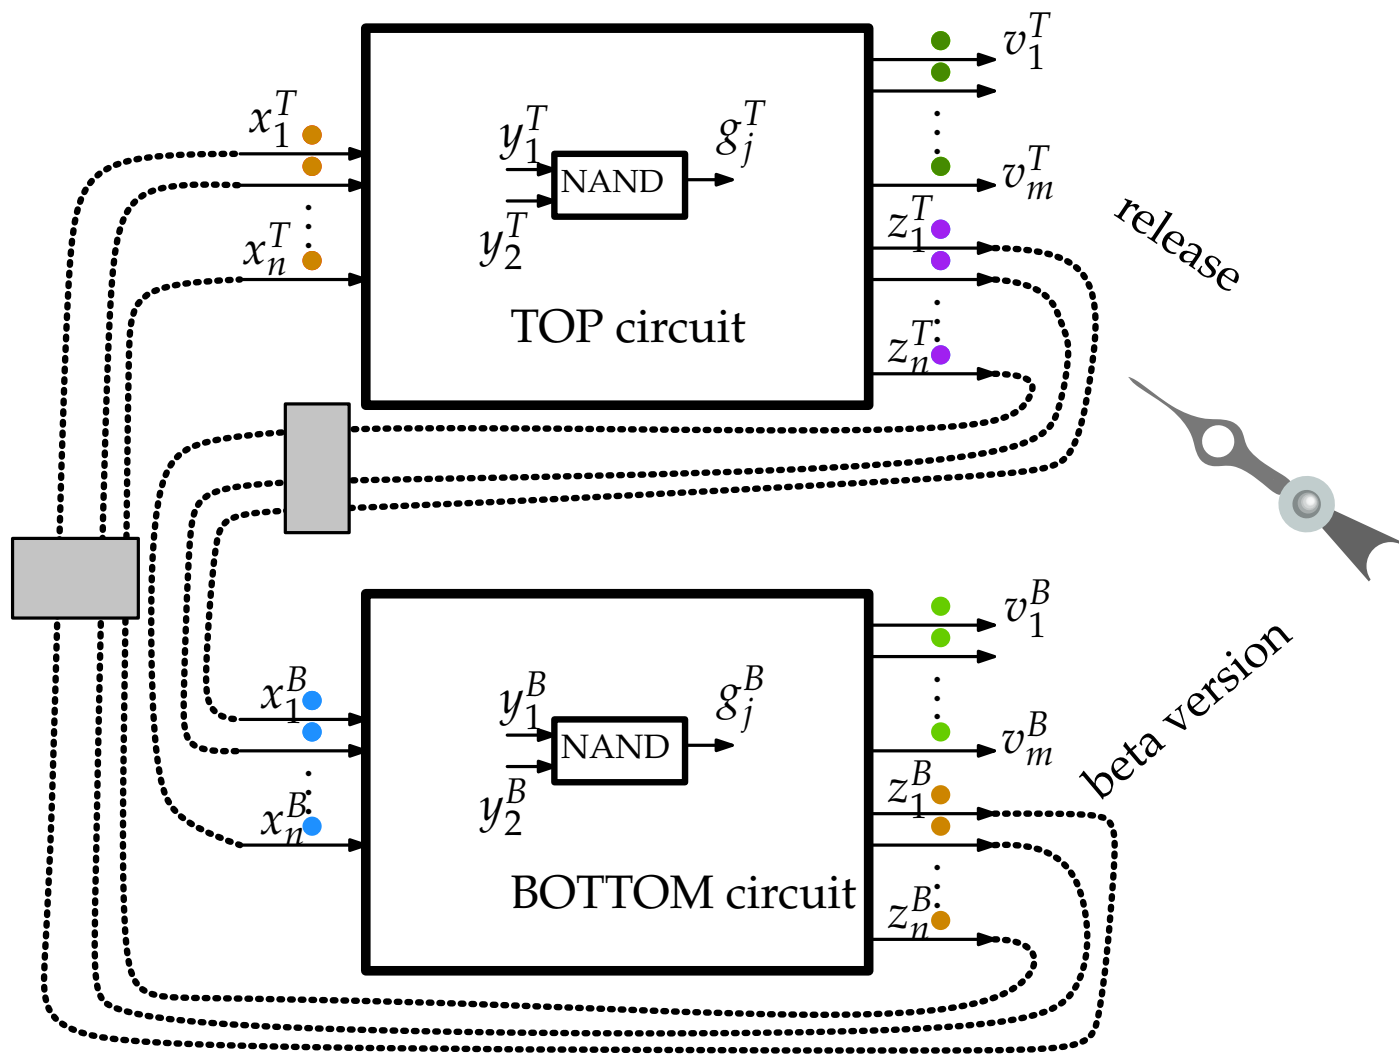 v_1^T
x_1^T
y_1^T
g_j^T
NAND
v_m^T
x_n^T
y_2^T
z_1^T
release
TOP circuit
z_n^T
v_1^B
x_1^B
y_1^B
g_j^B
NAND
v_m^B
beta version
x_n^B
y_2^B
z_1^B
BOTTOM circuit
z_n^B